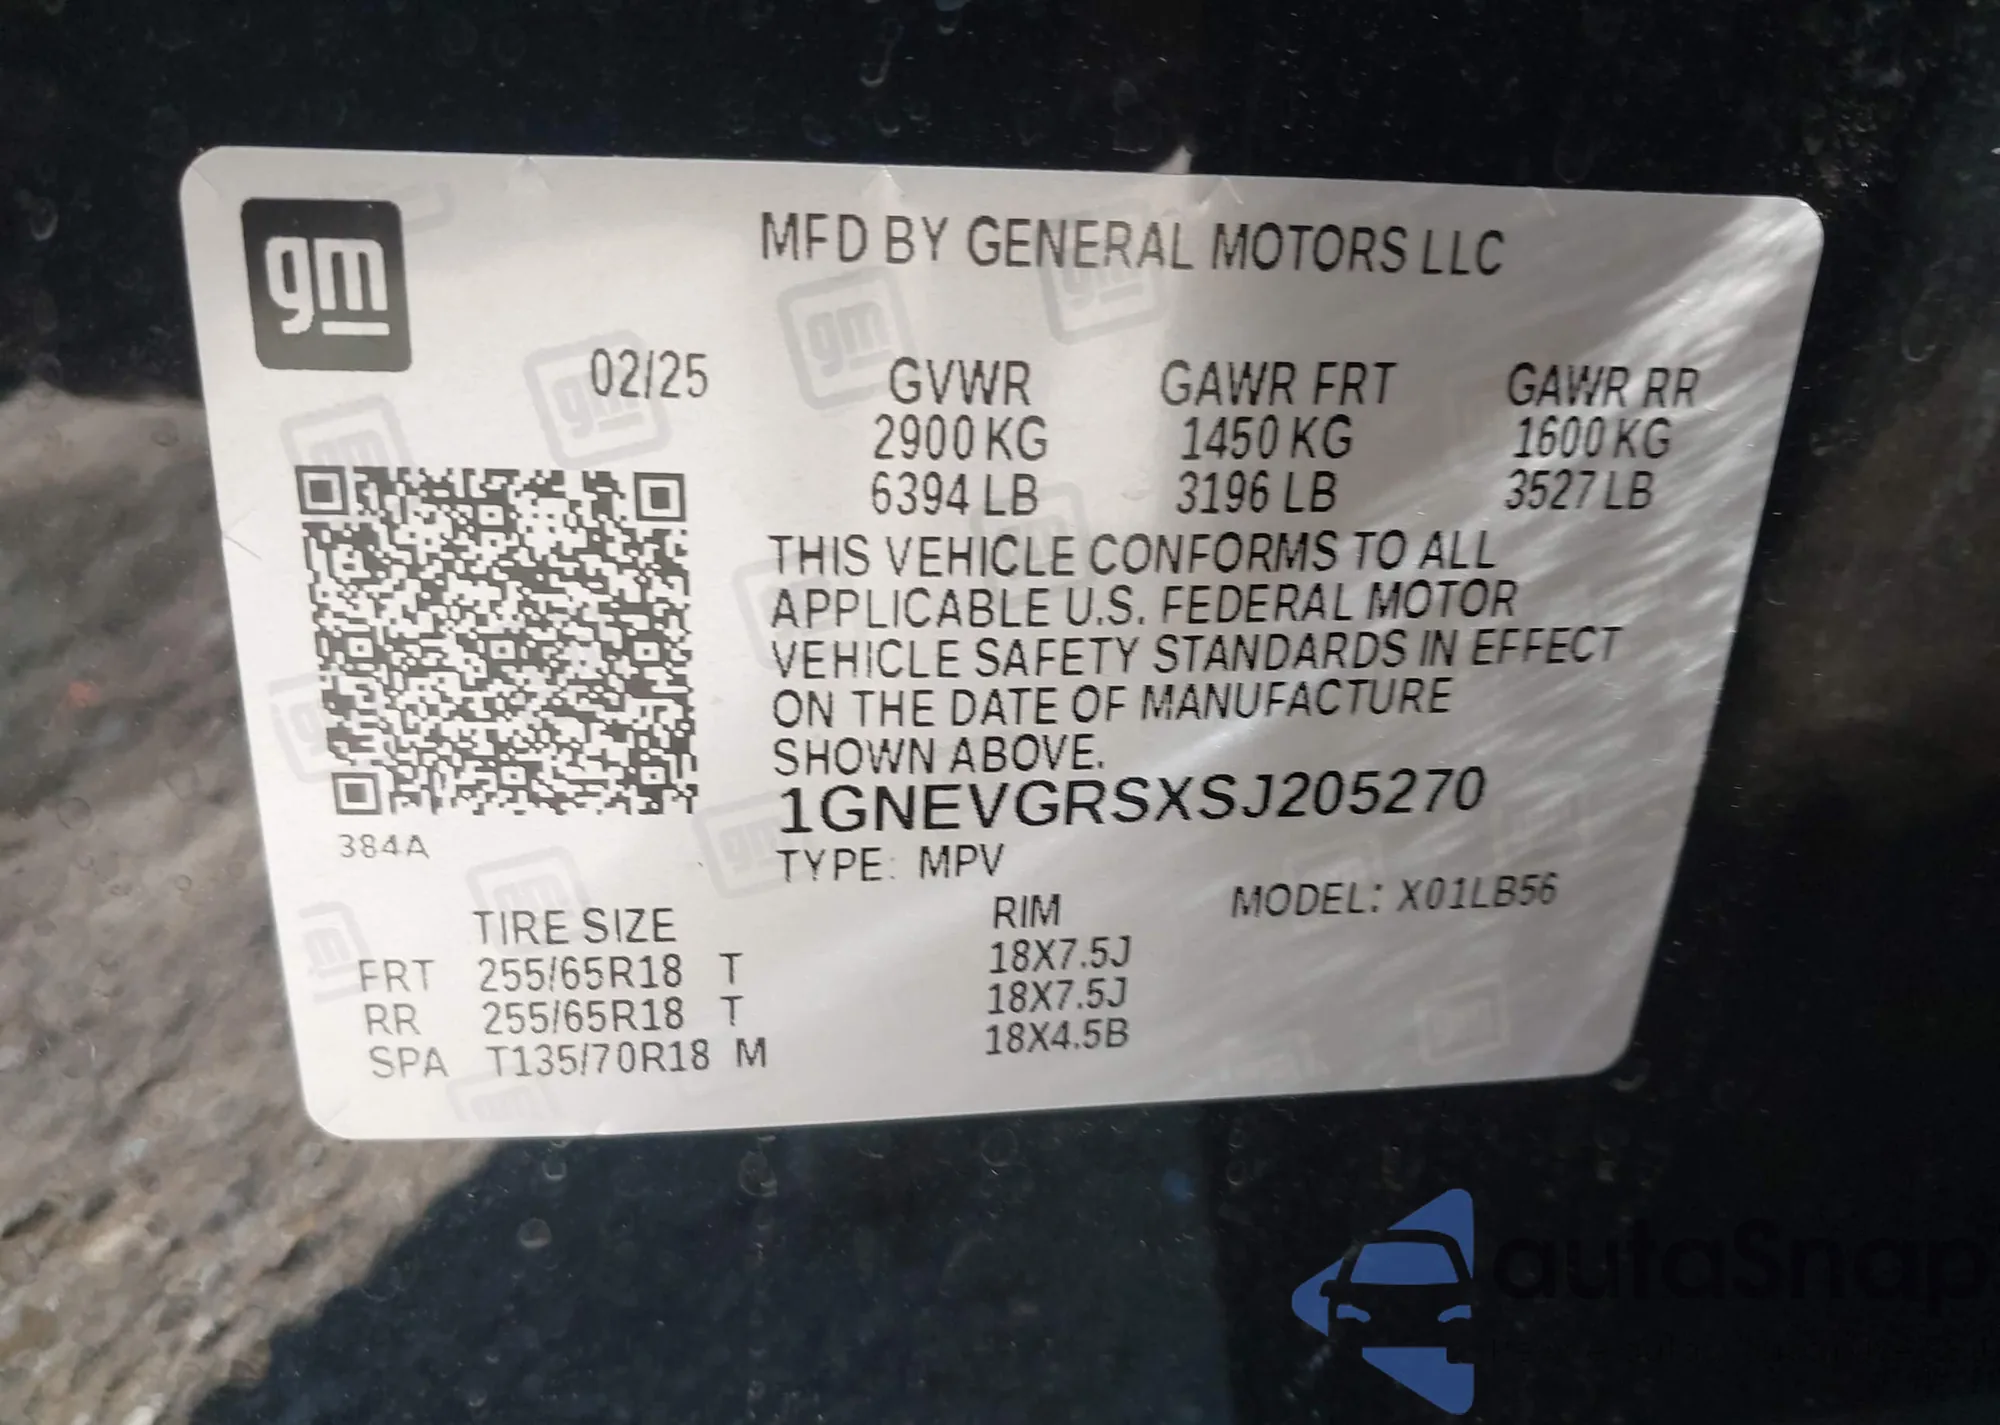 gm
MFD BY GENERAL MOTORS LLC
02/25 GVWR GAWR FRT GAWR RR
2900 KG 1450 KG 1600 KG
6394 LB 3196 LB 3527 LB
THIS VEHICLE CONFORMS TO ALL
APPLICABLE U.S. FEDERAL MOTOR
VEHICLE SAFETY STANDARDS IN EFFECT
ON THE DATE OF MANUFACTURE
SHOWN ABOVE.
1GNEVGRSXSJ205270
384A
TYPE: MPV
MODEL: X01LB56
TIRE SIZE RIM
FRT 255/65R18 T 18X7.5J
RR 255/65R18 T 18X7.5J
SPA T135/70R18 M 18X4.5B
autoSnap